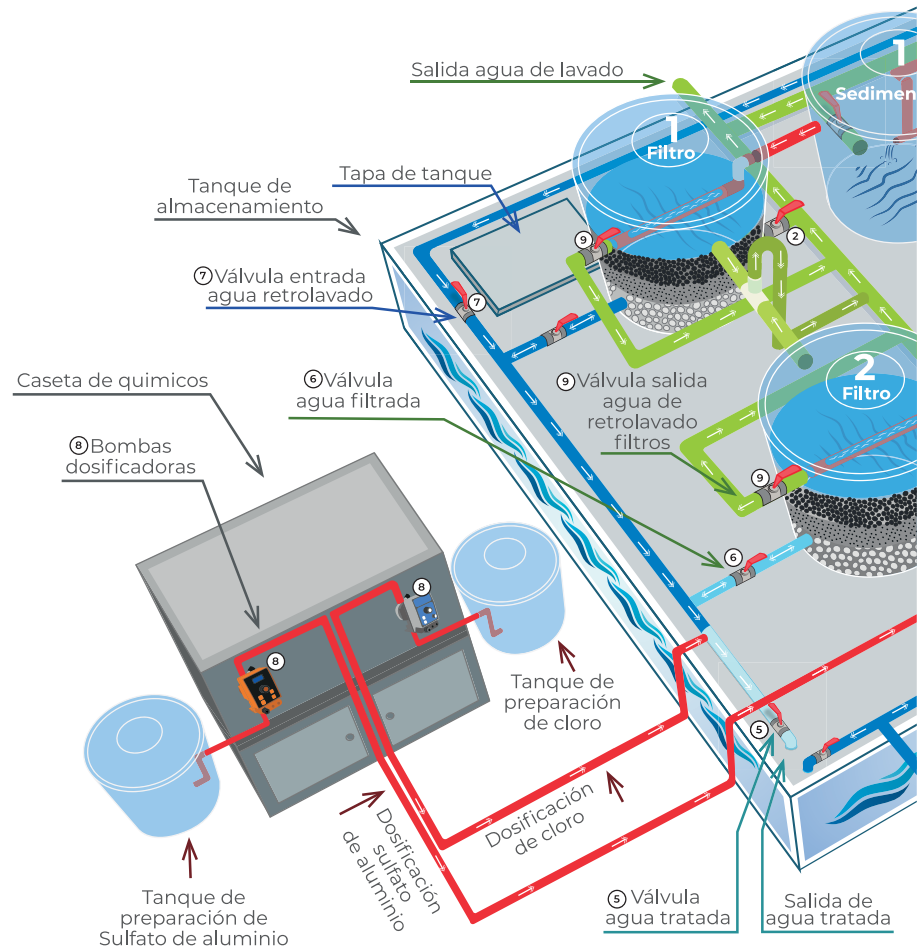 Salida agua de lavado
1
Sedimen
1
Filtro
Tapa de tanque
Tanque de
almacenamiento
9
2
7 Válvula entrada
agua retrolavado
7
Caseta de quimicos
6 Válvula
agua filtrada
9 Válvula salida
agua de
retrolavado
filtros
2
Filtro
8 Bombas
dosificadoras
9
6
8
8
Tanque de
preparación
de cloro
5
Dosificación
de cloro
Dosificación
sulfato
de aluminio
Tanque de
preparación de
Sulfato de aluminio
5 Válvula
agua tratada
Salida de
agua tratada